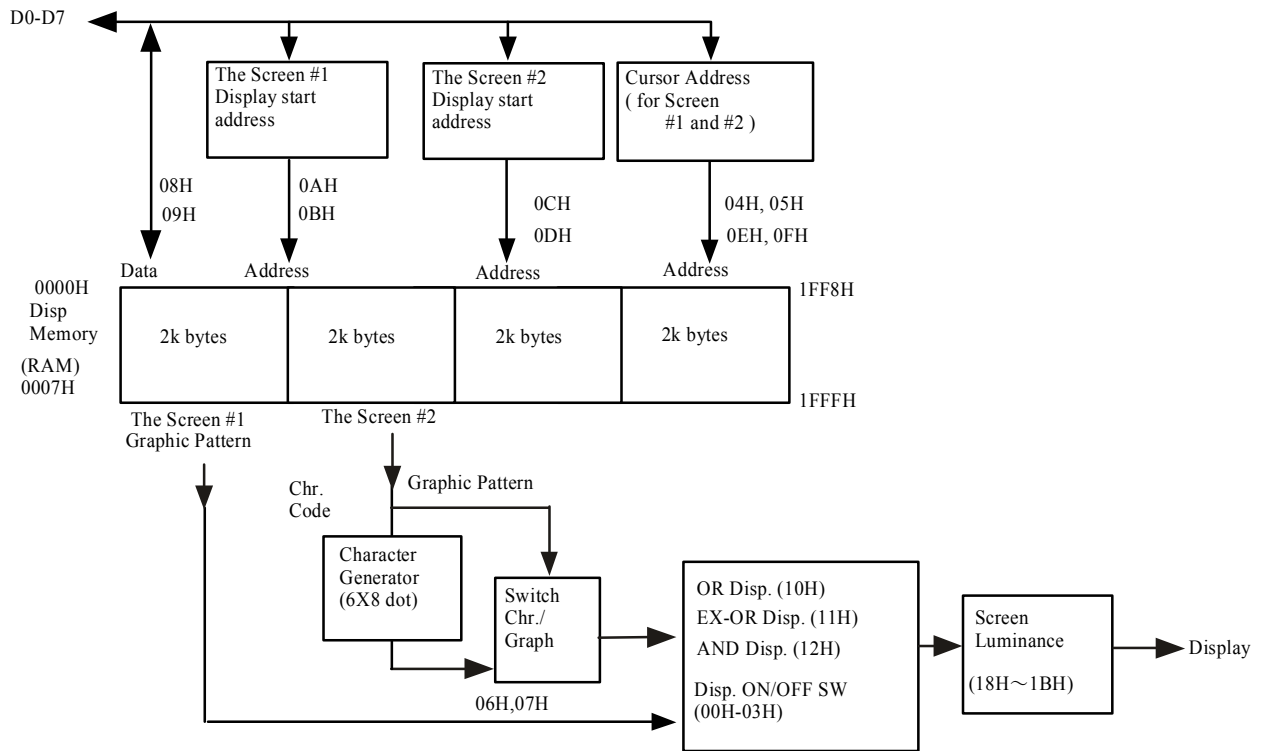 D0-D7
The Screen #1
Display start
address
The Screen #2
Display start
address
Cursor Address
( for Screen
#1 and #2 )
08H
09H
0AH
0BH
0CH
0DH
04H, 05H
0EH, 0FH
Data
Address
Address
Address
0000H
Disp
Memory
(RAM)
0007H
2k bytes
2k bytes
2k bytes
2k bytes
1FF8H
1FFFH
The Screen #1
Graphic Pattern
The Screen #2
Chr.
Code
Graphic Pattern
Character
Generator
(6X8 dot)
Switch
Chr./
Graph
06H,07H
OR Disp. (10H)
EX-OR Disp. (11H)
AND Disp. (12H)
Disp. ON/OFF SW
(00H-03H)
Screen
Luminance
(18H～1BH)
Display